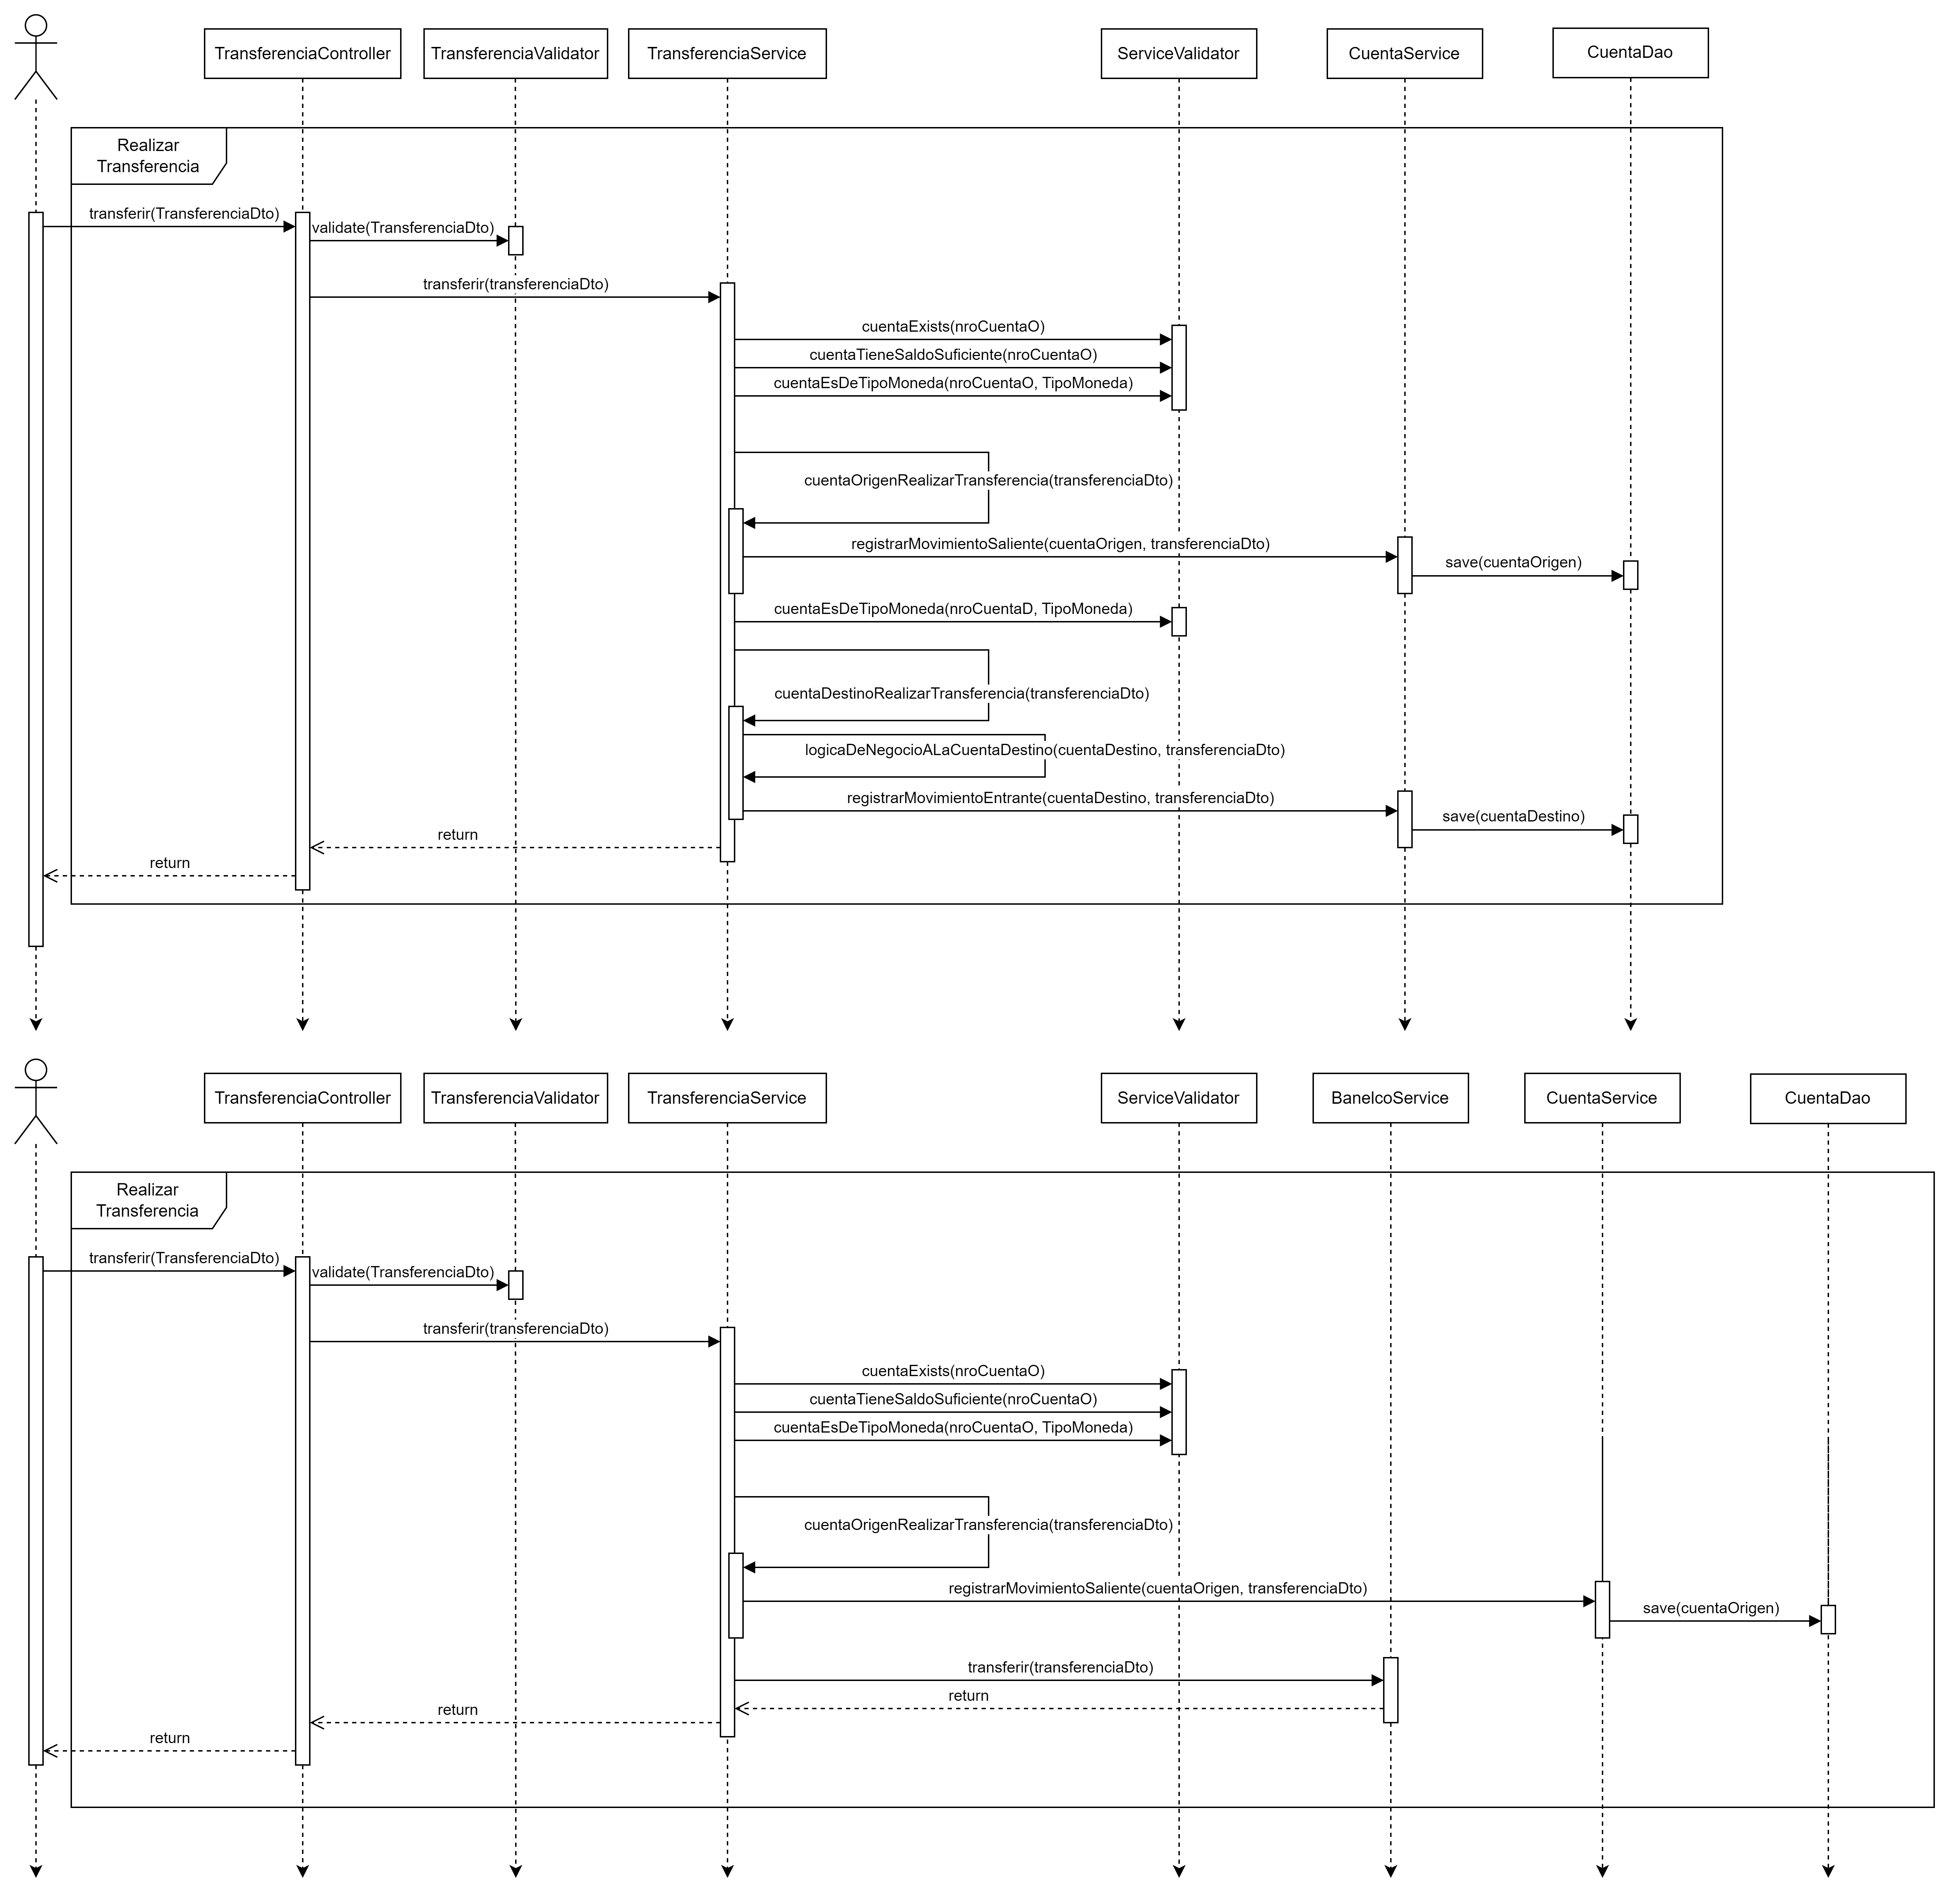 TransferenciaController
TransferenciaValidator
TransferenciaService
ServiceValidator
CuentaService
CuentaDao
Realizar
Transferencia
transferir(TransferenciaDto)
validate(TransferenciaDto)
transferir(transferenciaDto)
cuentaExists(nroCuentaO)
cuentaTieneSaldoSuficiente(nroCuentaO)
cuentaEsDeTipoMoneda(nroCuentaO, TipoMoneda)
cuentaOrigenRealizarTransferencia(transferenciaDto)
registrarMovimientoSaliente(cuentaOrigen, transferenciaDto)
save(cuentaOrigen)
cuentaEsDeTipoMoneda(nroCuentaD, TipoMoneda)
cuentaDestinoRealizarTransferencia(transferenciaDto)
logicaDeNegocioALaCuentaDestino(cuentaDestino, transferenciaDto)
registrarMovimientoEntrante(cuentaDestino, transferenciaDto)
save(cuentaDestino)
return
return
TransferenciaController
TransferenciaValidator
TransferenciaService
ServiceValidator
BanelcoService
CuentaService
CuentaDao
Realizar
Transferencia
transferir(TransferenciaDto)
validate(TransferenciaDto)
transferir(transferenciaDto)
cuentaExists(nroCuentaO)
cuentaTieneSaldoSuficiente(nroCuentaO)
cuentaEsDeTipoMoneda(nroCuentaO, TipoMoneda)
cuentaOrigenRealizarTransferencia(transferenciaDto)
registrarMovimientoSaliente(cuentaOrigen, transferenciaDto)
save(cuentaOrigen)
transferir(transferenciaDto)
return
return
return